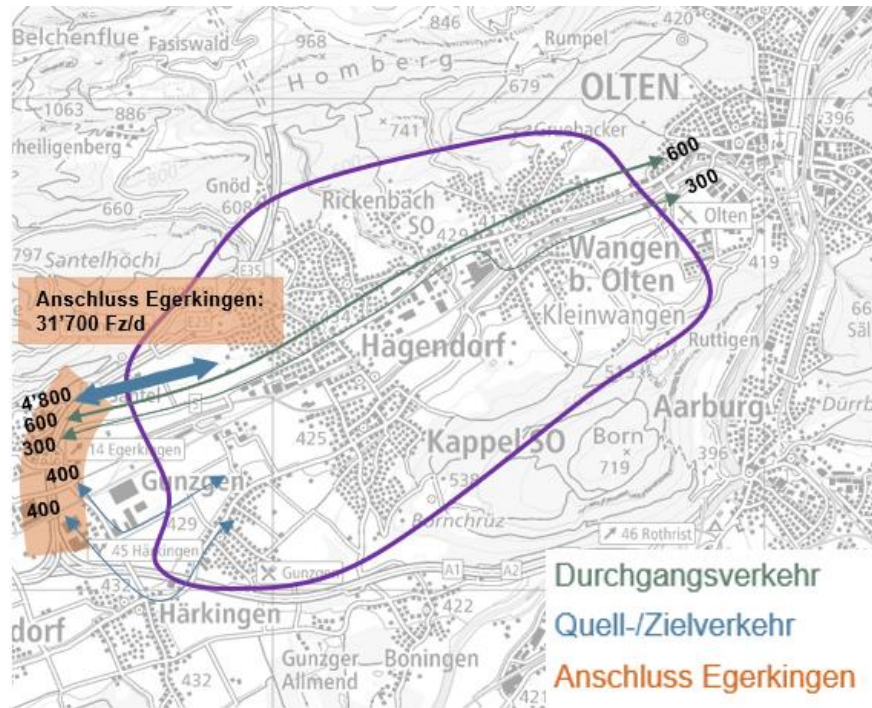 Belchenflue
Fasiswald
968
846
Rumpel
420
Homberg
679
OLTEN
1063
886
rheiligenberg
741
Gruebacker
600
396
Gnöd
660
608
Rickenbach
SO
429
41
300
Olten
797
Santelhöchi
E35
Wangen
b. Olten
419
Anschluss Egerkingen:
31’700 Fz/d
Kleinwangen
66
Säl
Hägendorf
Ruttigen
515
4’800
Santel
5
600
300
14 Egerkingen
425
Kappel SO
Born
719
Aarburg
Dürrb
396
400
Gunzgen
538
400
429
Bornchrüz
45 Härkingen
46 Rothrist
432
Gunzgen
A1
A2
Härkingen
dorf
422
Gunzger
Allmend
Boningen
432
421
Durchgangsverkehr
Quell-/Zielverkehr
Anschluss Egerkingen